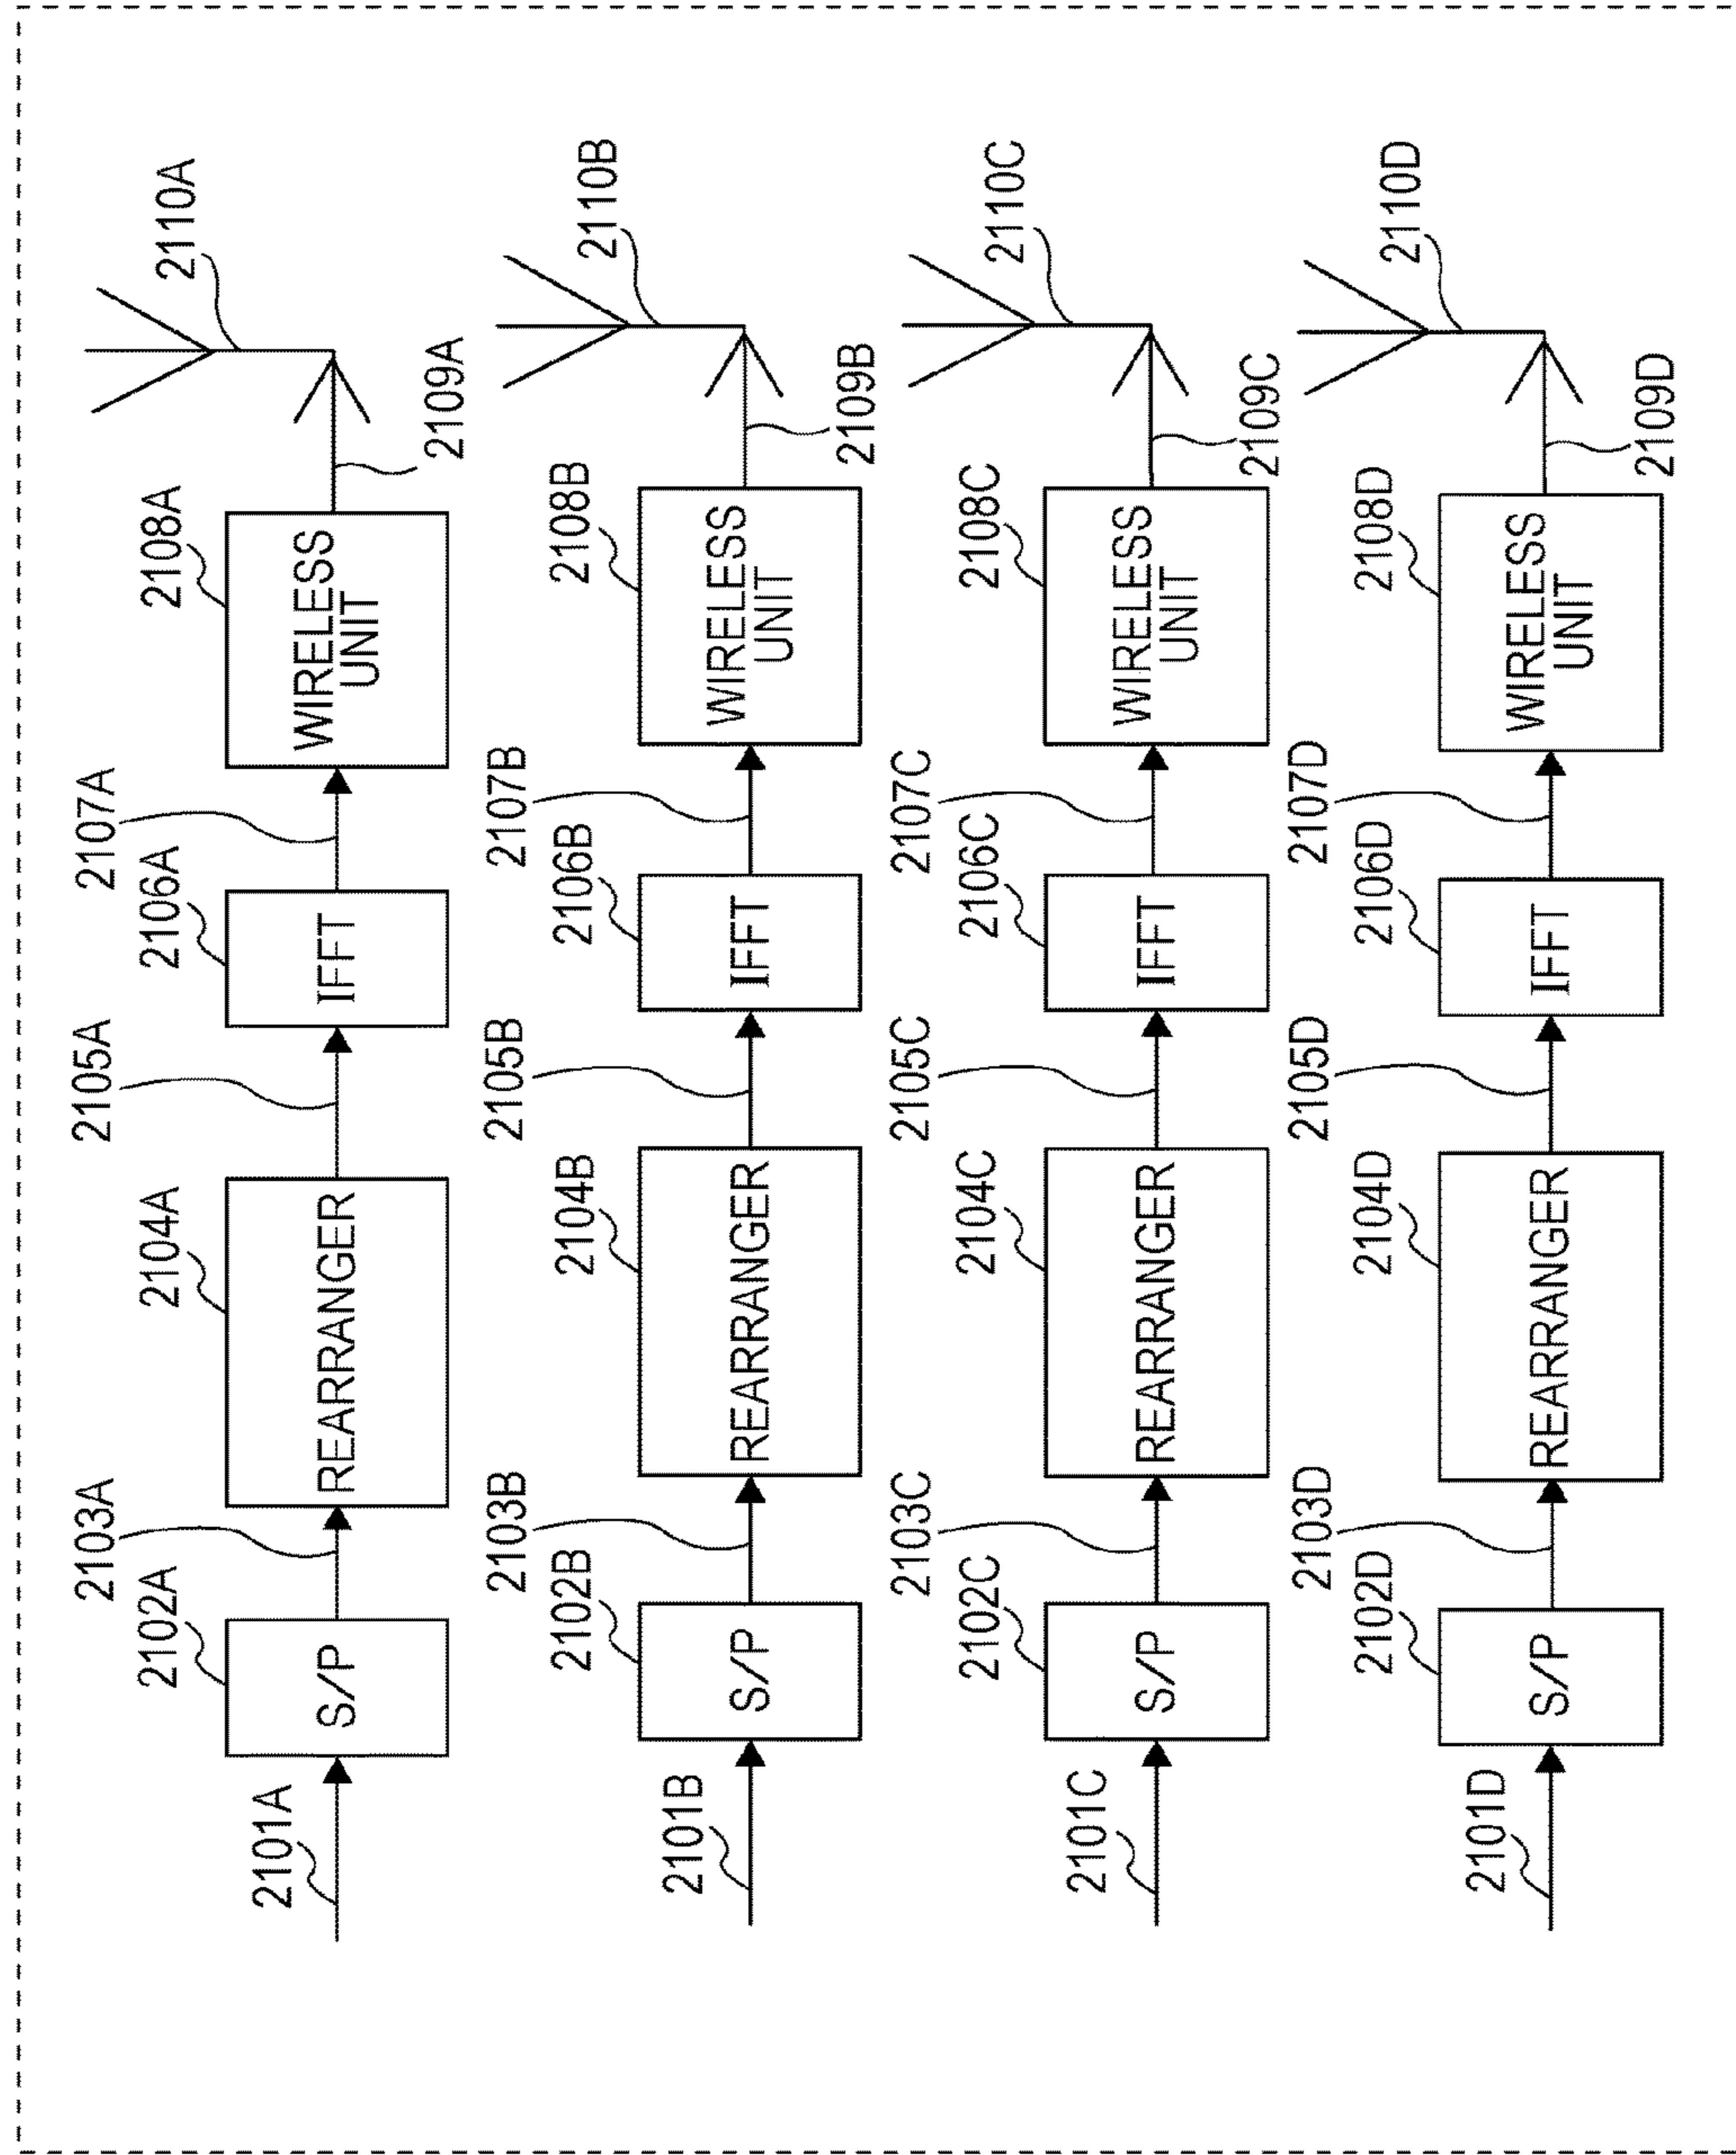 2101A
2102A
S/P
2103A
2104A
REARRANGER
2105A
2106A
IFFT
2107A
2108A
WIRELESS
UNIT
2109A
2110A
2101B
2102B
S/P
2103B
2104B
REARRANGER
2105B
2106B
IFFT
2107B
2108B
WIRELESS
UNIT
2109B
2110B
2101C
2102C
S/P
2103C
2104C
REARRANGER
2105C
2106C
IFFT
2107C
2108C
WIRELESS
UNIT
2109C
2110C
2101D
2102D
S/P
2103D
2104D
REARRANGER
2105D
2106D
IFFT
2107D
2108D
WIRELESS
UNIT
2109D
2110D